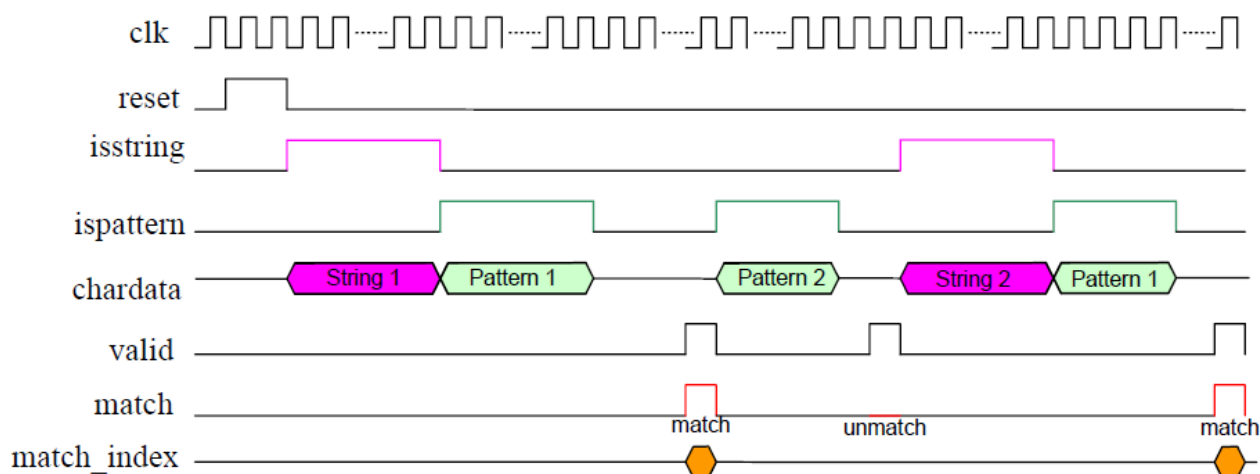 clk
reset
isstring
ispattern
chardata String 1 Pattern 1 Pattern 2 String 2 Pattern 1
valid
match
match unmatch match
match_index